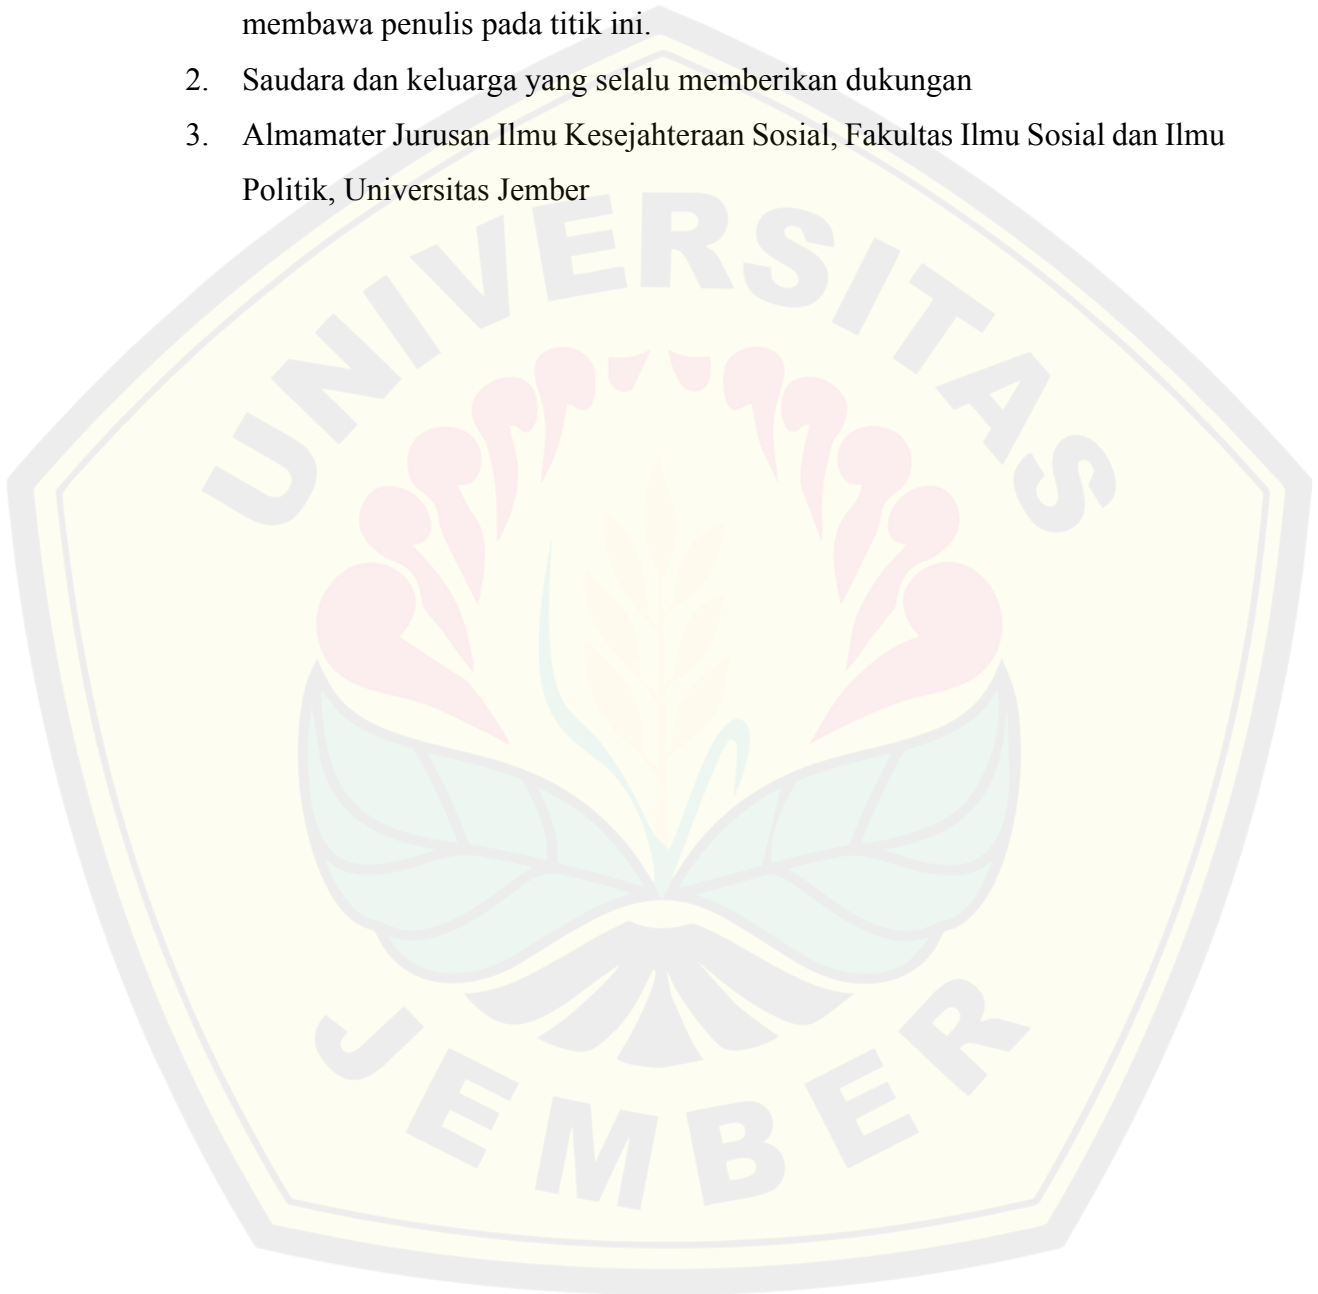 membawa penulis pada titik ini.
2. Saudara dan keluarga yang selalu memberikan dukungan
3. Almamater Jurusan Ilmu Kesejahteraan Sosial, Fakultas Ilmu Sosial dan Ilmu
Politik, Universitas Jember
UNIVERSITAS
JEMBER